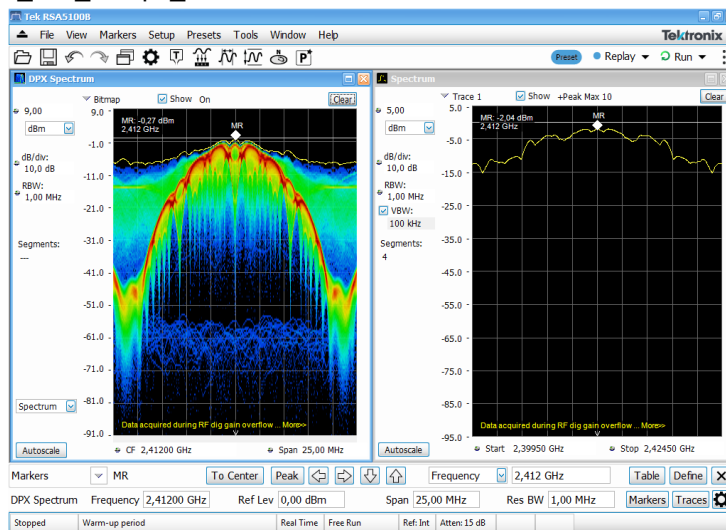 Tek RSA5100B
File View Markers Setup Presets Tools Window Help
Tektronix
Preset Replay Run
DPX Spectrum
Bitmap Show On Clear
9,00
dBm
dB/div:
10,0 dB
RBW:
1,00 MHz
Segments:
---
Spectrum
Autoscale
9.0
-1.0
-11.0
-21.0
-31.0
-41.0
-51.0
-61.0
-71.0
-81.0
-91.0
MR: -0,27 dBm
2,412 GHz
MR
Data acquired during RF dig gain overflow ... More>>
CF 2,41200 GHz Span 25,00 MHz
Spectrum
Trace 1 Show +Peak Max 10 Clear
5,00
dBm
dB/div:
10,0 dB
RBW:
1,00 MHz
VBW:
100 kHz
Segments:
4
Autoscale
5.0
-5.0
-15.0
-25.0
-35.0
-45.0
-55.0
-65.0
-75.0
-85.0
-95.0
MR: -2,04 dBm
2,412 GHz
MR
Data acquired during RF dig gain overflow ... More>>
Start 2,39950 GHz Stop 2,42450 GHz
Markers MR To Center Peak Frequency 2,412 GHz Table Define
DPX Spectrum Frequency 2,41200 GHz Ref Lev 0,00 dBm Span 25,00 MHz Res BW 1,00 MHz Markers Traces
Stopped Warm-up period Real Time Free Run Ref: Int Atten: 15 dB